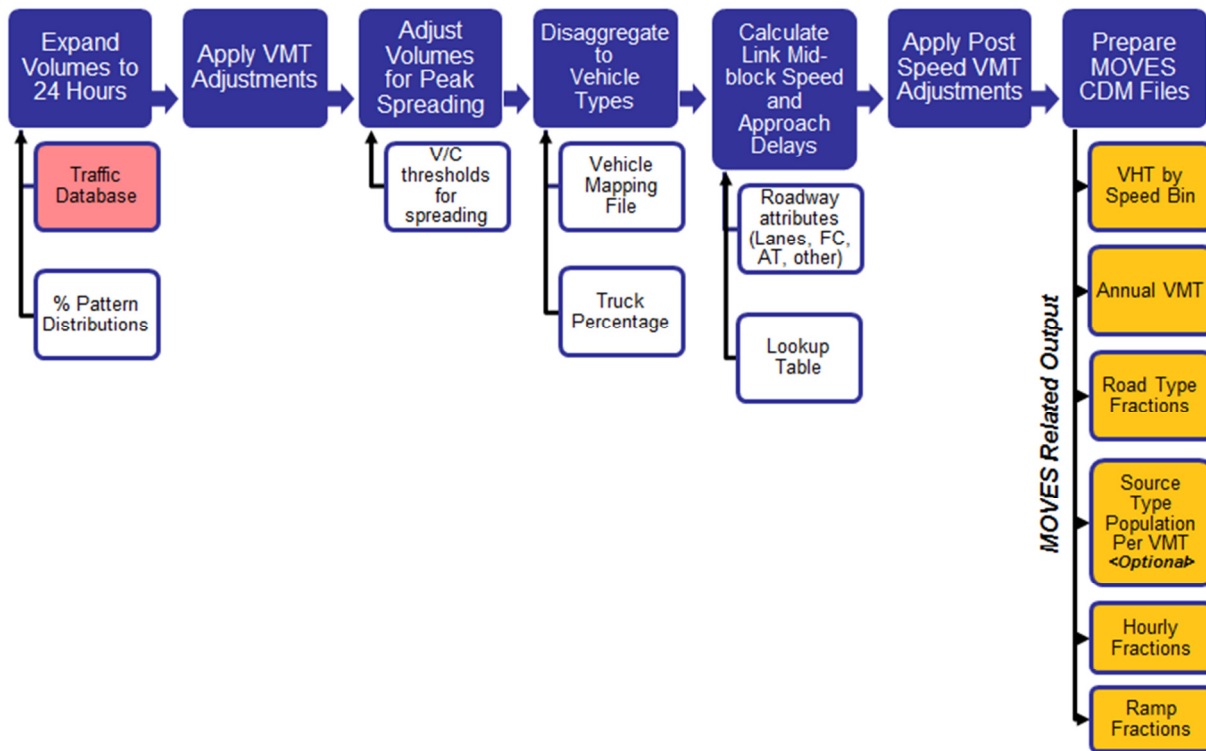 Expand
Volumes to
24 Hours
Apply VMT
Adjustments
Adjust
Volumes
for Peak
Spreading
Disaggregate
to
Vehicle
Types
Calculate
Link Mid-
block Speed
and
Approach
Delays
Apply Post
Speed VMT
Adjustments
Prepare
MOVES
CDM Files
Traffic
Database
% Pattern
Distributions
V/C
thresholds
for
spreading
Vehicle
Mapping
File
Truck
Percentage
Roadway
attributes
(Lanes, FC,
AT, other)
Lookup
Table
MOVES Related Output
VHT by
Speed Bin
Annual VMT
Road Type
Fractions
Source
Type
Population
Per VMT
<Optional>
Hourly
Fractions
Ramp
Fractions